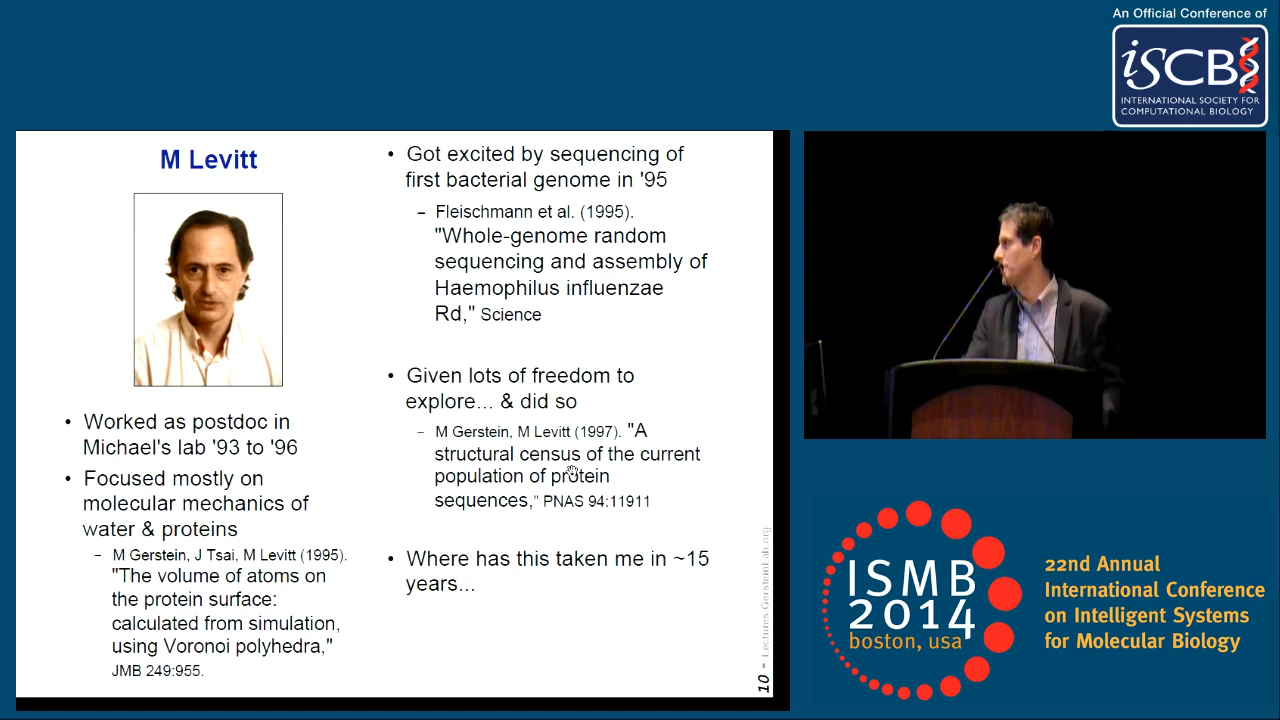 An Official Conference of
iSCB
INTERNATIONAL SOCIETY FOR
COMPUTATIONAL BIOLOGY
M Levitt
• Worked as postdoc in
Michael's lab '93 to '96
• Focused mostly on
molecular mechanics of
water & proteins
– M Gerstein, J Tsai, M Levitt (1995).
"The volume of atoms on
the protein surface:
calculated from simulation,
using Voronoi polyhedra,"
JMB 249:955.
• Got excited by sequencing of
first bacterial genome in '95
– Fleischmann et al. (1995).
"Whole-genome random
sequencing and assembly of
Haemophilus influenzae
Rd," Science
• Given lots of freedom to
explore... & did so
– M Gerstein, M Levitt (1997). "A
structural census of the current
population of protein
sequences," PNAS 94:11911
• Where has this taken me in ~15
years...
10 - Lectures.GersteinLab.org
ISMB
2014
boston, usa
22nd Annual
International Conference
on Intelligent Systems
for Molecular Biology